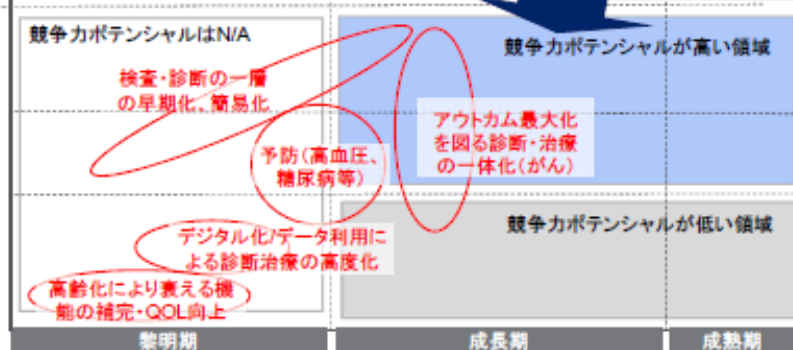 競争力ポテンシャルはN/A
競争力ポテンシャルが高い領域
検査・診断の一層
の早期化、簡易化
アウトカム最大化
を図る診断・治療
の一体化(がん)
予防(高血圧、
糖尿病等)
競争力ポテンシャルが低い領域
デジタル化/データ利用に
よる診断治療の高度化
高齢化により衰える機
能の補完・QOL向上
黎明期
成長期
成熟期